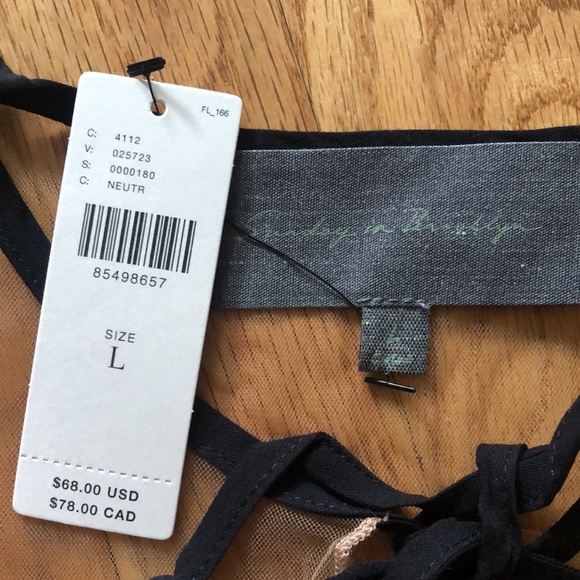 FL_166
C: 4112
V: 025723
S: 0000180
C: NEUTR
85498657
SIZE
L
$68.00 USD
$78.00 CAD
Sunday in Brooklyn
L